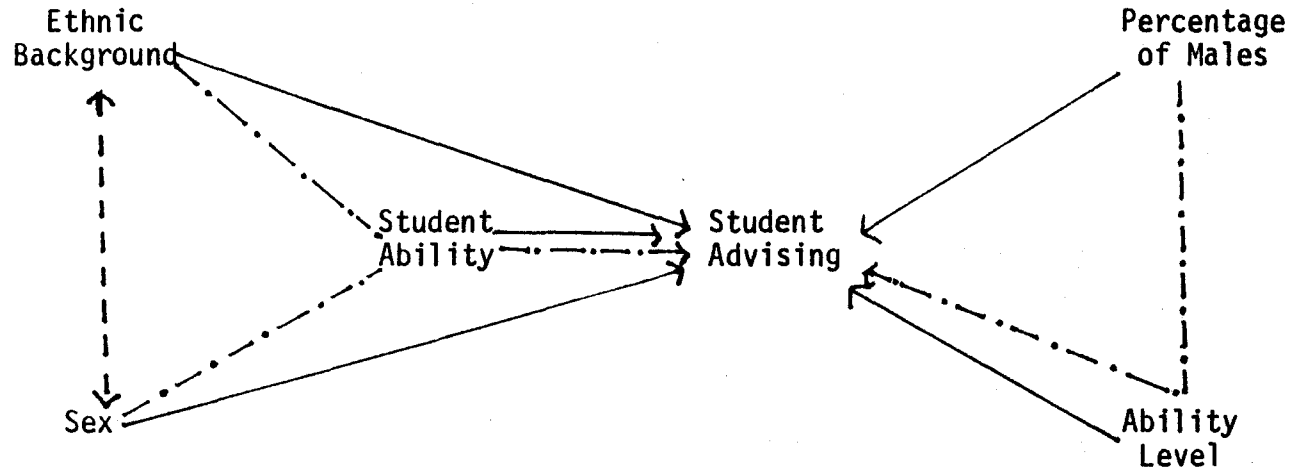 Ethnic
Background
Percentage
of Males
Student
Ability
Student
Advising
Sex
Ability
Level